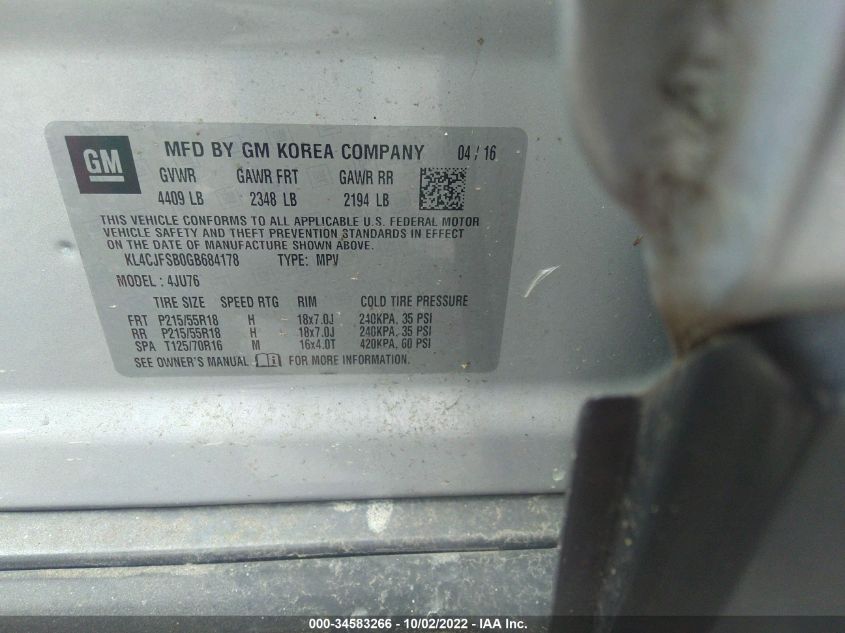 GM
MFD BY GM KOREA COMPANY 04 / 16
GVWR GAWR FRT GAWR RR
4409 LB 2348 LB 2194 LB
THIS VEHICLE CONFORMS TO ALL APPLICABLE U.S. FEDERAL MOTOR
VEHICLE SAFETY AND THEFT PREVENTION STANDARDS IN EFFECT
ON THE DATE OF MANUFACTURE SHOWN ABOVE.
KL4CJFSB0GB684178 TYPE: MPV
MODEL : 4JU76
TIRE SIZE SPEED RTG RIM COLD TIRE PRESSURE
FRT P215/55R18 H 18x7.0J 240KPA, 35 PSI
RR P215/55R18 H 18x7.0J 240KPA, 35 PSI
SPA T125/70R16 M 16x4.0T 420KPA, 60 PSI
SEE OWNER'S MANUAL FOR MORE INFORMATION.
000-34583266 - 10/02/2022 - IAA Inc.